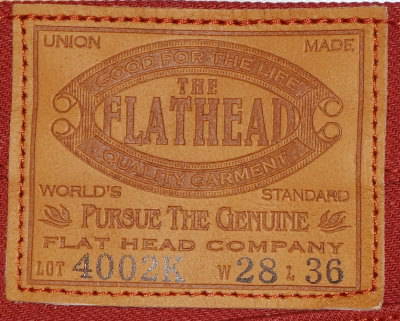 UNION MADE
GOOD FOR THE LIFE
THE
FLATHEAD
QUALITY GARMENT
WORLD'S STANDARD
PURSUE THE GENUINE
FLAT HEAD COMPANY
LOT 4002K W 28 L 36